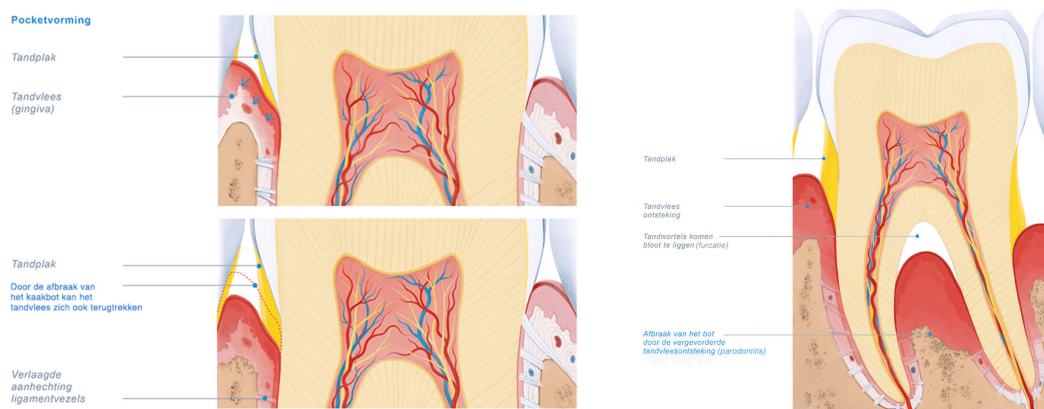 Pocketvorming
Tandplak
Tandvlees
(gingiva)
Tandplak
Door de afbraak van
het kaakbot kan het
tandvlees zich ook terugtrekken
Verlaagde
aanhechting
ligamentvezels
Tandplak
Tandvlees
ontsteking
Tandwortels komen
bloot te liggen (furcatie)
Afbraak van het bot
door de vergevorderde
tandvleesontsteking (parodontitis)